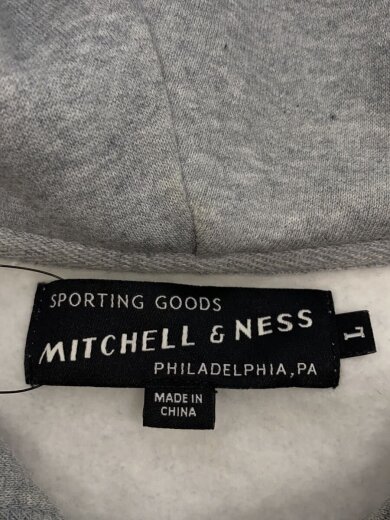 SPORTING GOODS
MITCHELL & NESS
PHILADELPHIA, PA
L
MADE IN
CHINA